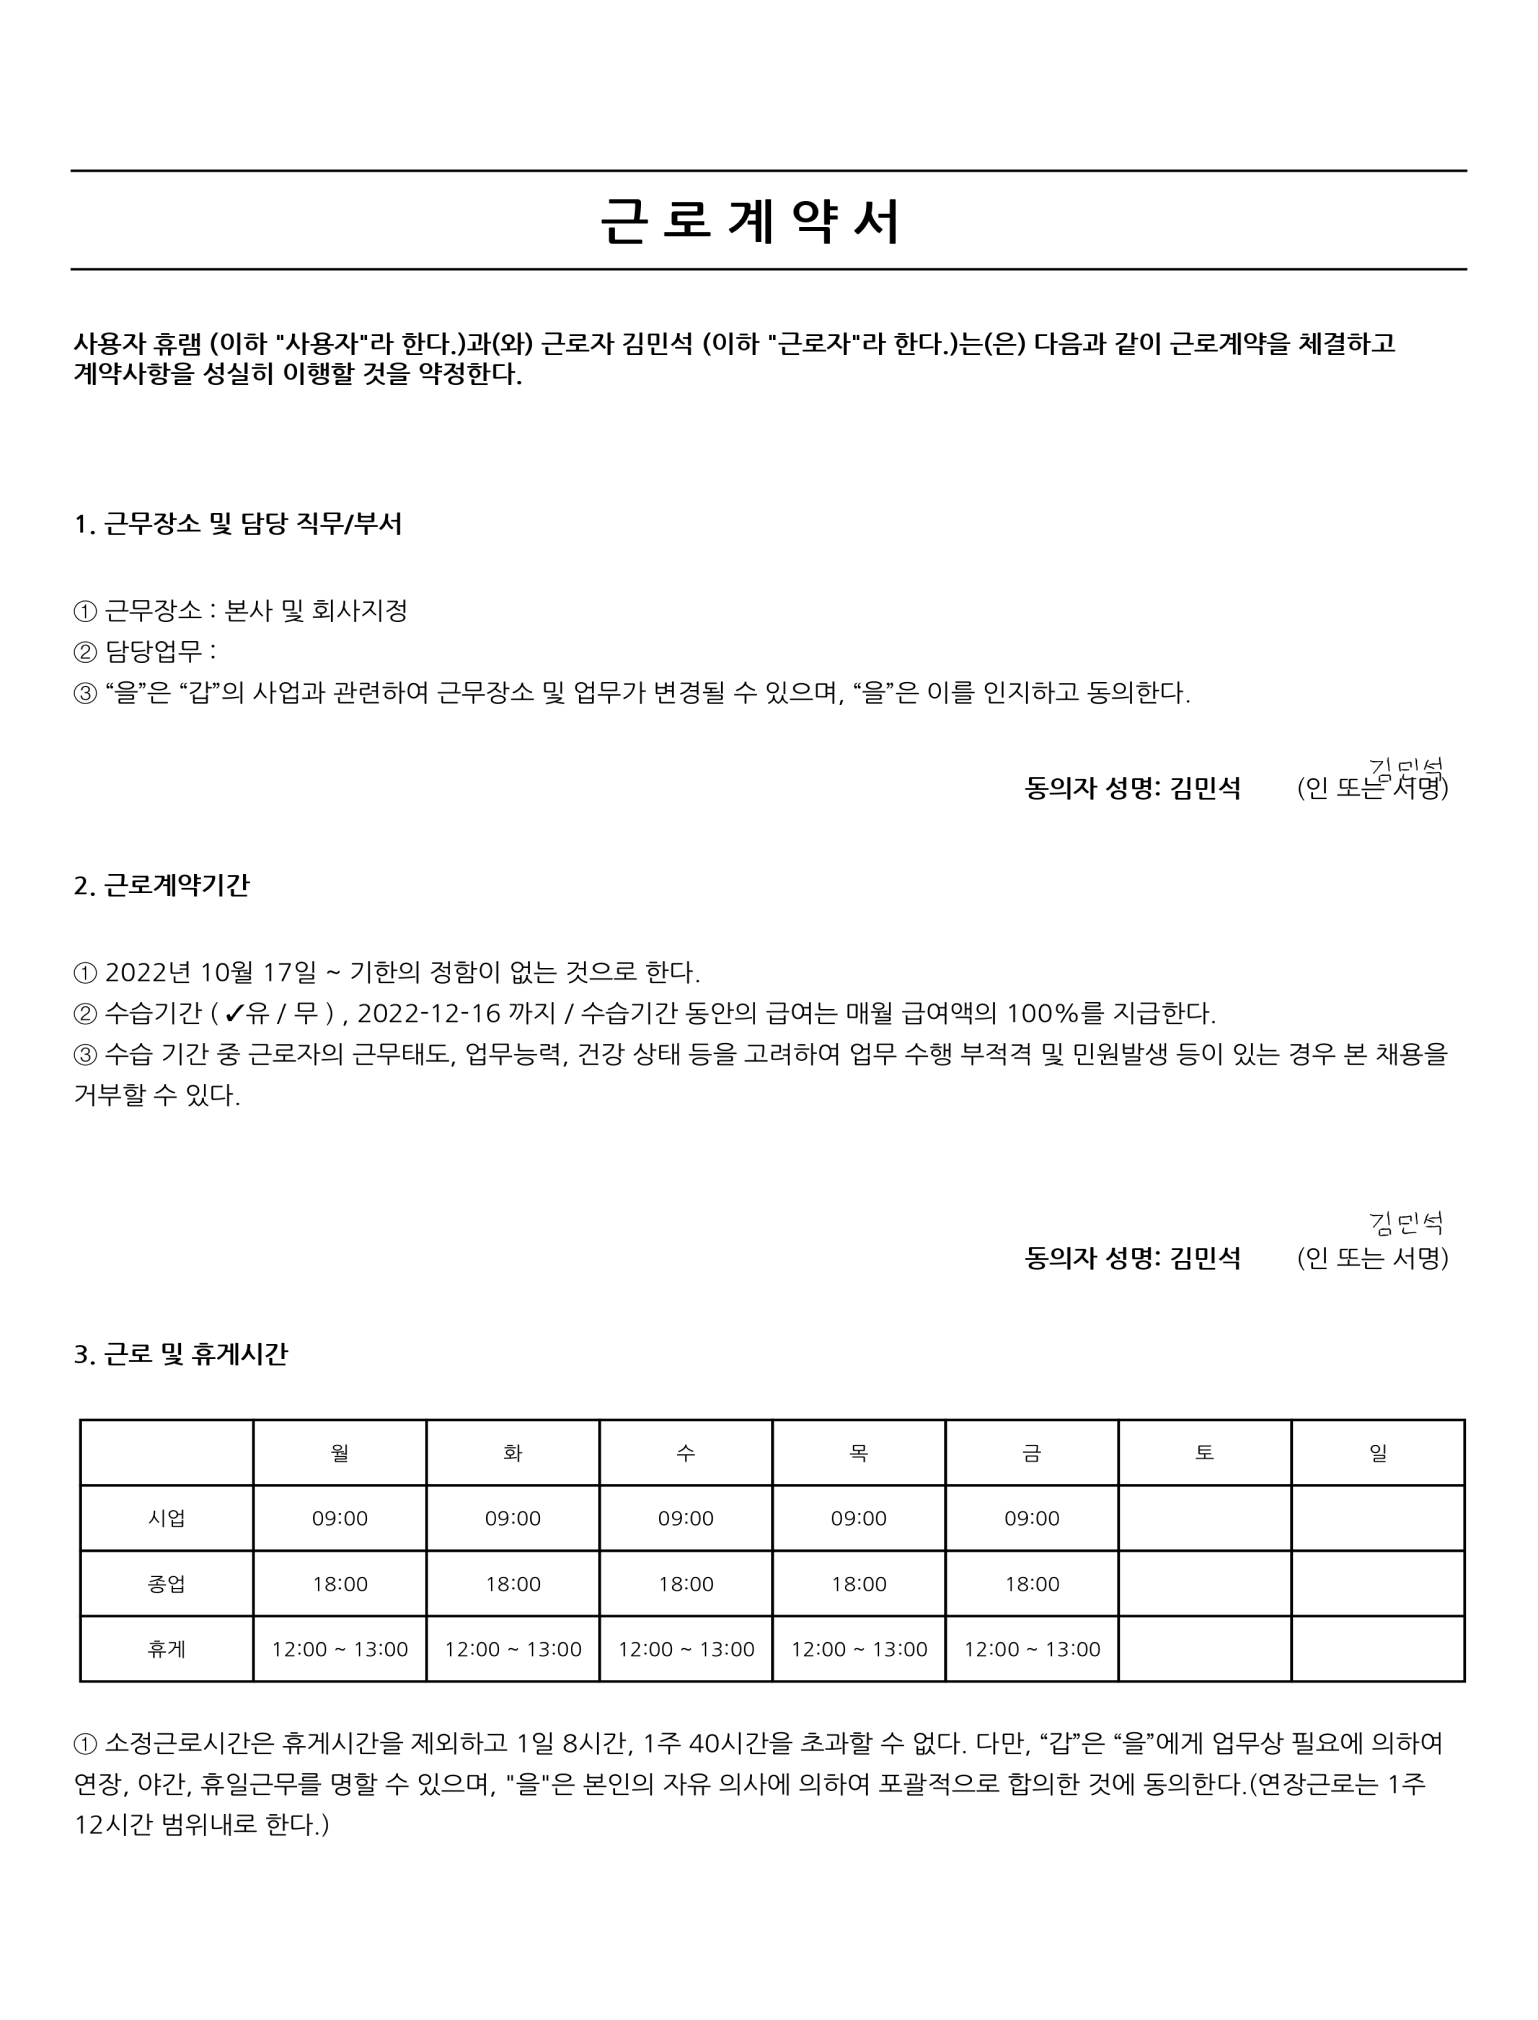 근로계약서
사용자 휴램 (이하 "사용자"라 한다.)과(와) 근로자 김민석 (이하 "근로자"라 한다.)는(은) 다음과 같이 근로계약을 체결하고
계약사항을 성실히 이행할 것을 약정한다.
1. 근무장소 및 담당 직무/부서
① 근무장소 : 본사 및 회사지정
② 담당업무 :
③ “을”은 “갑”의 사업과 관련하여 근무장소 및 업무가 변경될 수 있으며, “을”은 이를 인지하고 동의한다.
김민석
동의자 성명: 김민석 (인 또는 서명)
2. 근로계약기간
① 2022년 10월 17일 ~ 기한의 정함이 없는 것으로 한다.
② 수습기간 ( ✓유 / 무 ) , 2022-12-16 까지 / 수습기간 동안의 급여는 매월 급여액의 100%를 지급한다.
③ 수습 기간 중 근로자의 근무태도, 업무능력, 건강 상태 등을 고려하여 업무 수행 부적격 및 민원발생 등이 있는 경우 본 채용을
거부할 수 있다.
김민석
동의자 성명: 김민석 (인 또는 서명)
3. 근로 및 휴게시간
월 화 수 목 금 토 일
시업 09:00 09:00 09:00 09:00 09:00
종업 18:00 18:00 18:00 18:00 18:00
휴게 12:00 ~ 13:00 12:00 ~ 13:00 12:00 ~ 13:00 12:00 ~ 13:00 12:00 ~ 13:00
① 소정근로시간은 휴게시간을 제외하고 1일 8시간, 1주 40시간을 초과할 수 없다. 다만, “갑”은 “을”에게 업무상 필요에 의하여
연장, 야간, 휴일근무를 명할 수 있으며, "을"은 본인의 자유 의사에 의하여 포괄적으로 합의한 것에 동의한다.(연장근로는 1주
12시간 범위내로 한다.)